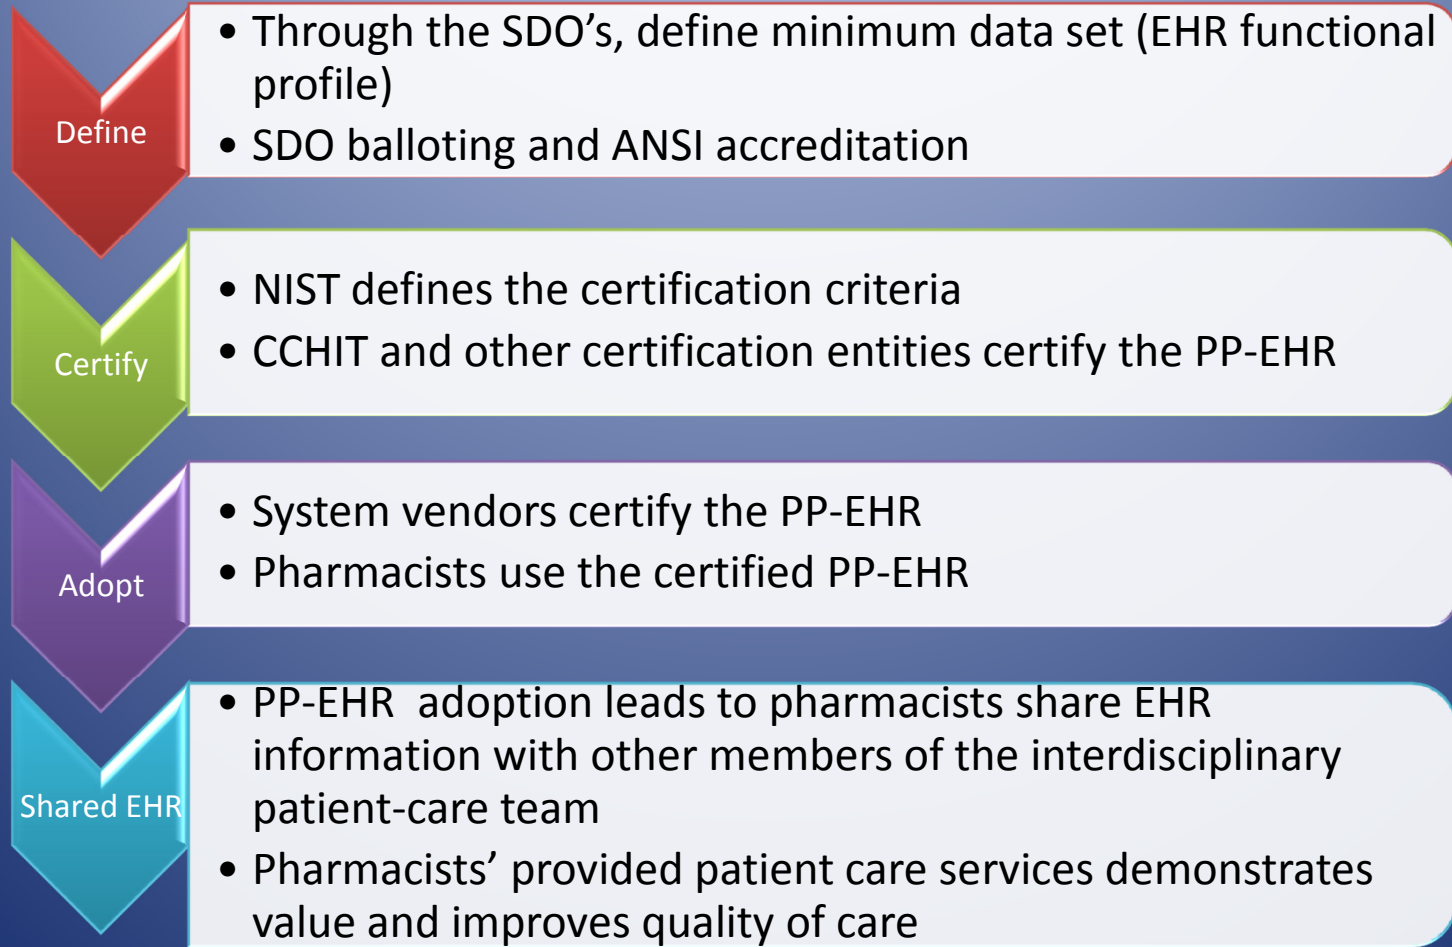 Define
• Through the SDO’s, define minimum data set (EHR functional
profile)
• SDO balloting and ANSI accreditation
Certify
• NIST defines the certification criteria
• CCHIT and other certification entities certify the PP-EHR
Adopt
• System vendors certify the PP-EHR
• Pharmacists use the certified PP-EHR
Shared EHR
• PP-EHR adoption leads to pharmacists share EHR
information with other members of the interdisciplinary
patient-care team
• Pharmacists’ provided patient care services demonstrates
value and improves quality of care